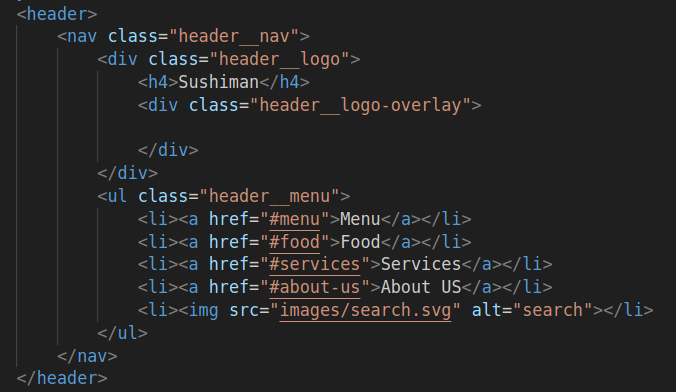 <header>
    <nav class="header__nav">
        <div class="header__logo">
            <h4>Sushiman</h4>
            <div class="header__logo-overlay">

            </div>
        </div>
        <ul class="header__menu">
            <li><a href="#menu">Menu</a></li>
            <li><a href="#food">Food</a></li>
            <li><a href="#services">Services</a></li>
            <li><a href="#about-us">About US</a></li>
            <li><img src="images/search.svg" alt="search"></li>
        </ul>
    </nav>
</header>